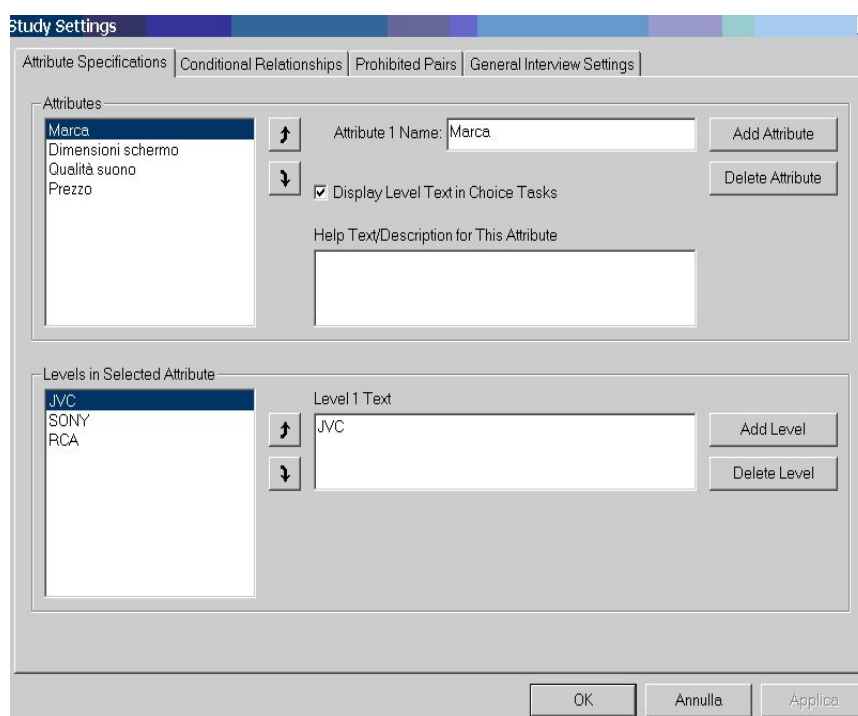 Study Settings
Attribute Specifications Conditional Relationships Prohibited Pairs General Interview Settings
Attributes
Marca
Dimensioni schermo
Qualità suono
Prezzo
Attribute 1 Name: Marca
Add Attribute
Delete Attribute
Display Level Text in Choice Tasks
Help Text/Description for This Attribute
Levels in Selected Attribute
JVC
SONY
RCA
Level 1 Text
JVC
Add Level
Delete Level
OK Annulla Applica